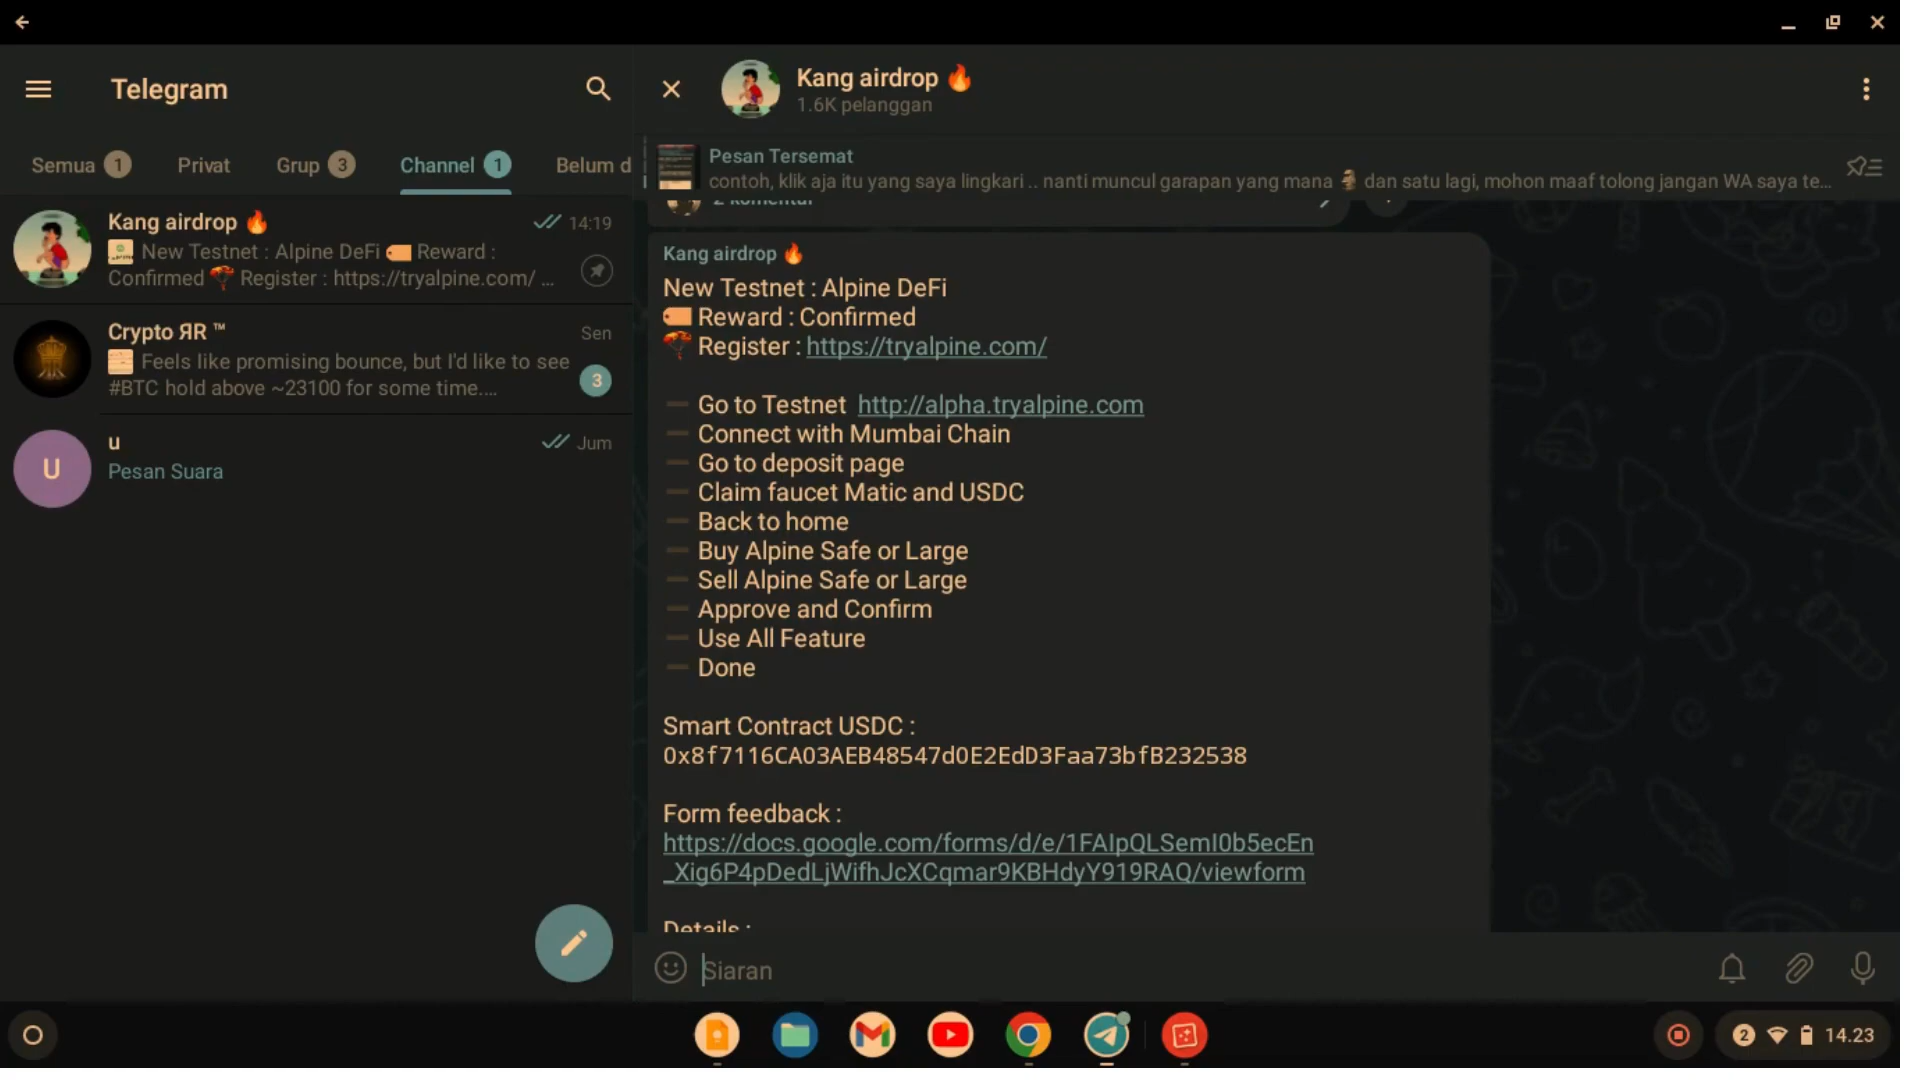 Telegram
Semua 1
Privat
Grup 3
Channel 1
Belum d
Kang airdrop 🔥
14:19
New Testnet : Alpine DeFi Reward :
Confirmed 🪂 Register : https://tryalpine.com/ ...
Crypto ЯR ™
Sen
Feels like promising bounce, but I'd like to see
#BTC hold above ~23100 for some time....
3
U
u
Jum
Pesan Suara
Kang airdrop 🔥
1.6K pelanggan
Pesan Tersemat
contoh, klik aja itu yang saya lingkari .. nanti muncul garapan yang mana 🗿 dan satu lagi, mohon maaf tolong jangan WA saya te...
2 komentar
Kang airdrop 🔥
New Testnet : Alpine DeFi
Reward : Confirmed
🪂 Register : https://tryalpine.com/
➖ Go to Testnet http://alpha.tryalpine.com
➖ Connect with Mumbai Chain
➖ Go to deposit page
➖ Claim faucet Matic and USDC
➖ Back to home
➖ Buy Alpine Safe or Large
➖ Sell Alpine Safe or Large
➖ Approve and Confirm
➖ Use All Feature
➖ Done
Smart Contract USDC :
0x8f7116CA03AEB48547d0E2EdD3Faa73bfB232538
Form feedback :
https://docs.google.com/forms/d/e/1FAIpQLSemI0b5ecEn
_Xig6P4pDedLjWifhJcXCqmar9KBHdyY919RAQ/viewform
Details :
Siaran
2
14.23